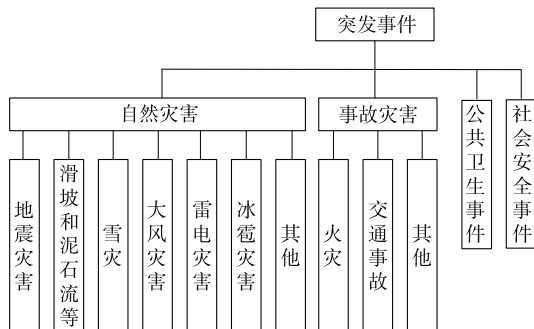 突发事件
自然灾害
事故灾害
公共卫生事件
社会安全事件
地震灾害
滑坡和泥石流等
雪灾
大风灾害
雷电灾害
冰雹灾害
其他
火灾
交通事故
其他